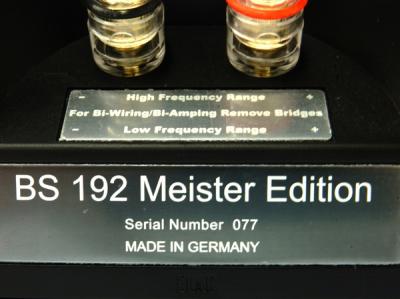 - High Frequency Range +
For Bi-Wiring/Bi-Amping Remove Bridges
- Low Frequency Range +
BS 192 Meister Edition
Serial Number 077
MADE IN GERMANY